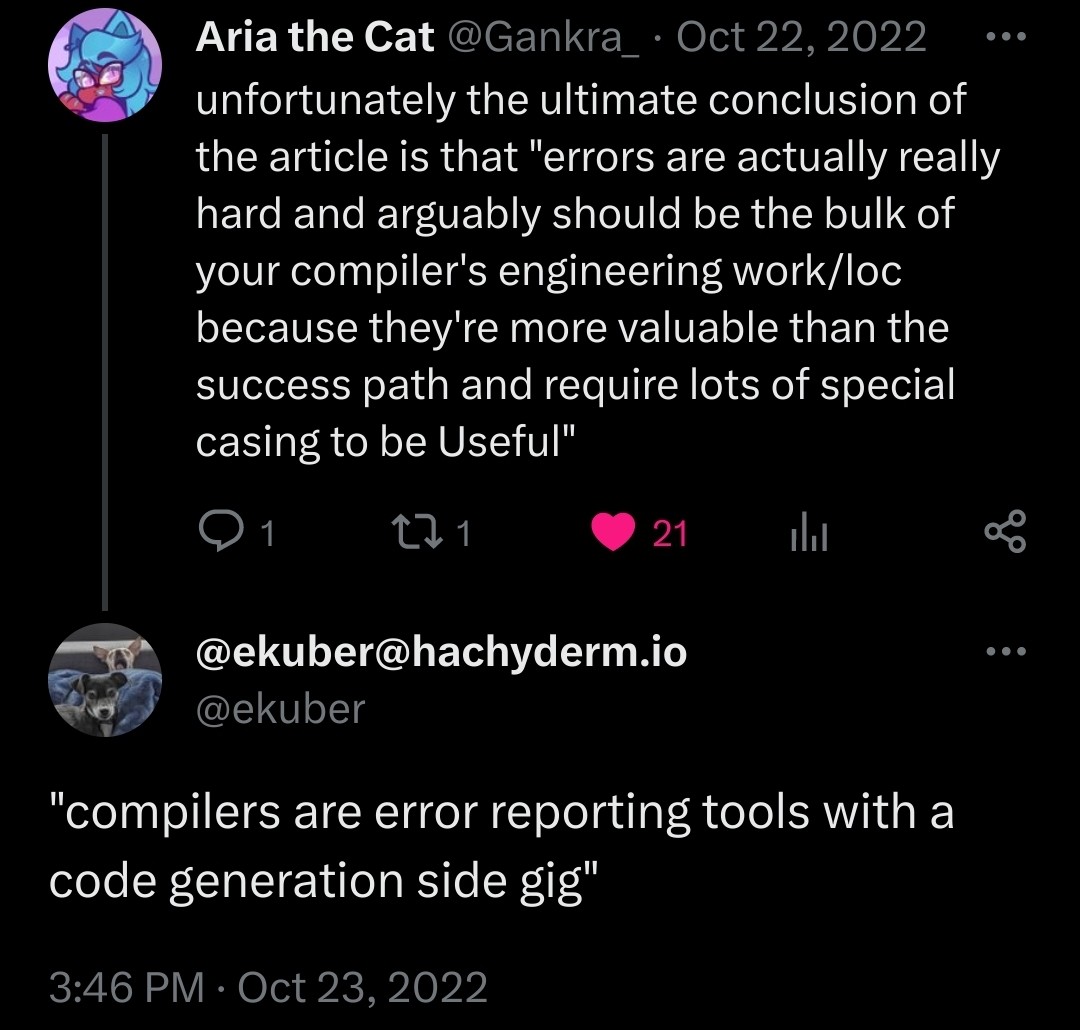 Aria the Cat @Gankra_ · Oct 22, 2022
unfortunately the ultimate conclusion of
the article is that "errors are actually really
hard and arguably should be the bulk of
your compiler's engineering work/loc
because they're more valuable than the
success path and require lots of special
casing to be Useful"
1 1 21
@ekuber@hachyderm.io
@ekuber
"compilers are error reporting tools with a
code generation side gig"
3:46 PM · Oct 23, 2022